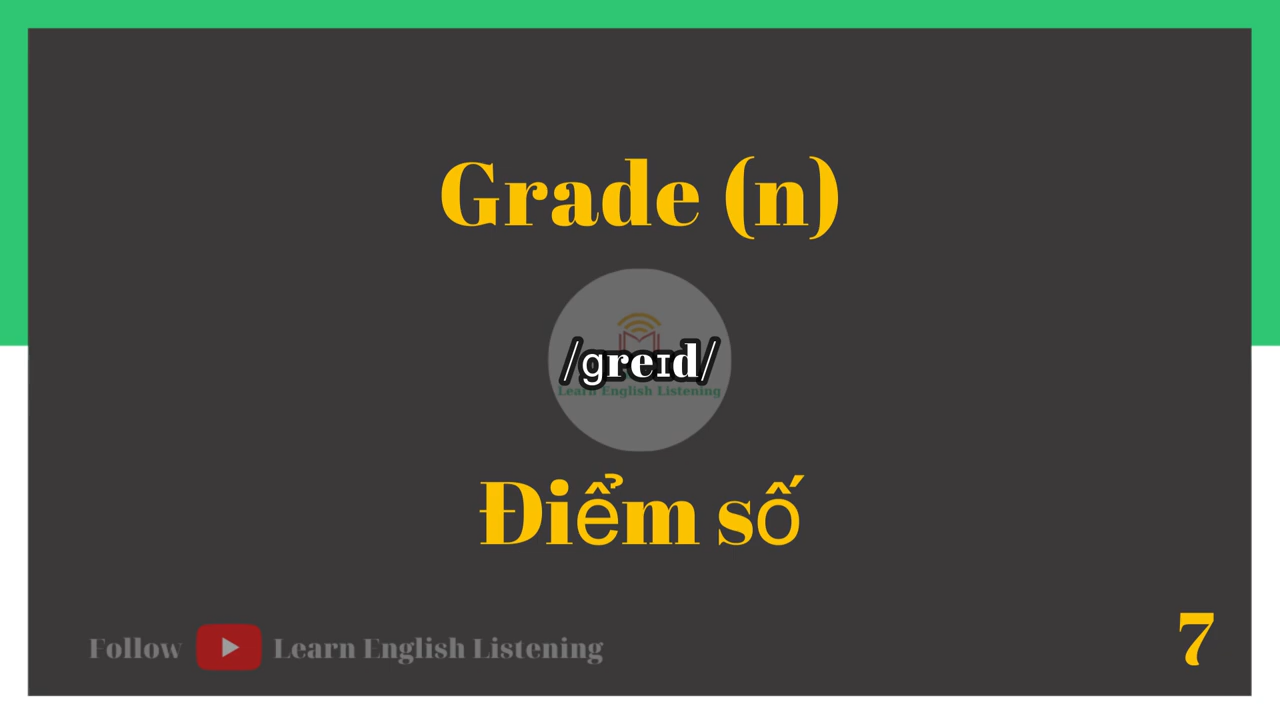 Grade (n)
/greɪd/
Learn English Listening
Điểm số
Follow Learn English Listening
7